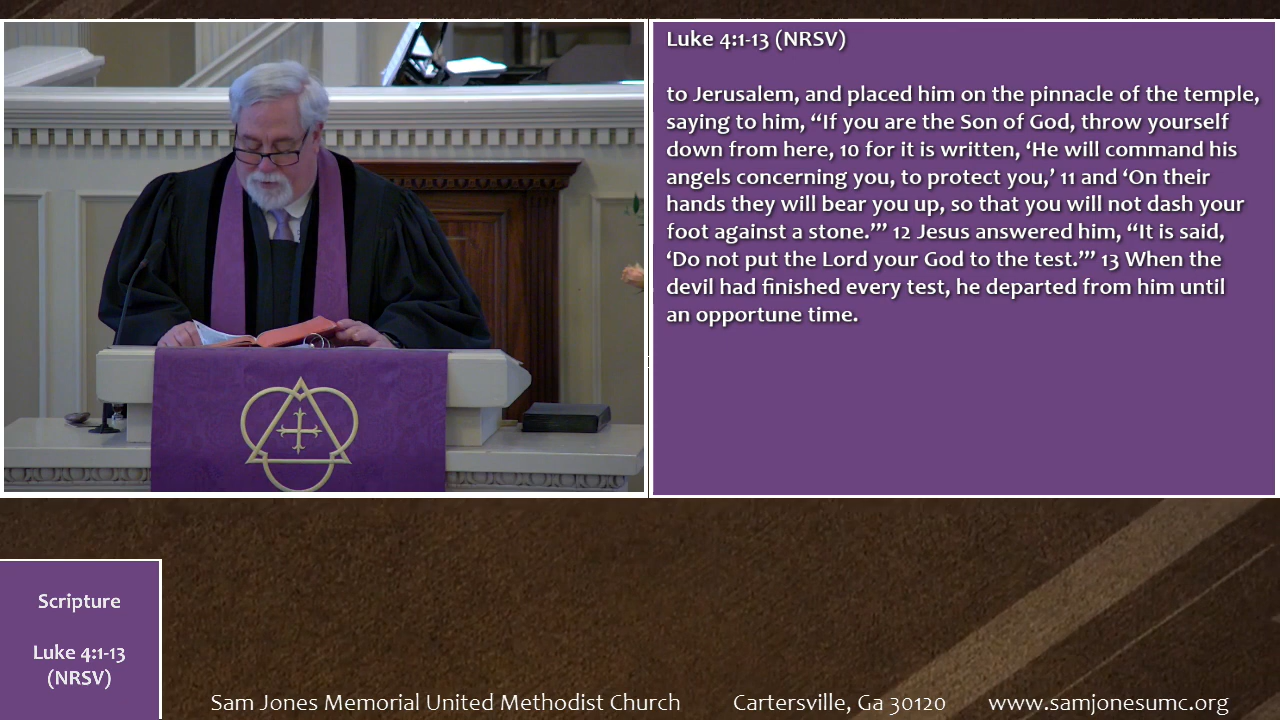 Luke 4:1-13 (NRSV)
to Jerusalem, and placed him on the pinnacle of the temple,
saying to him, “If you are the Son of God, throw yourself
down from here, 10 for it is written, ‘He will command his
angels concerning you, to protect you,’ 11 and ‘On their
hands they will bear you up, so that you will not dash your
foot against a stone.’” 12 Jesus answered him, “It is said,
‘Do not put the Lord your God to the test.’” 13 When the
devil had finished every test, he departed from him until
an opportune time.
Scripture
Luke 4:1-13
(NRSV)
Sam Jones Memorial United Methodist Church Cartersville, Ga 30120 www.samjonesumc.org